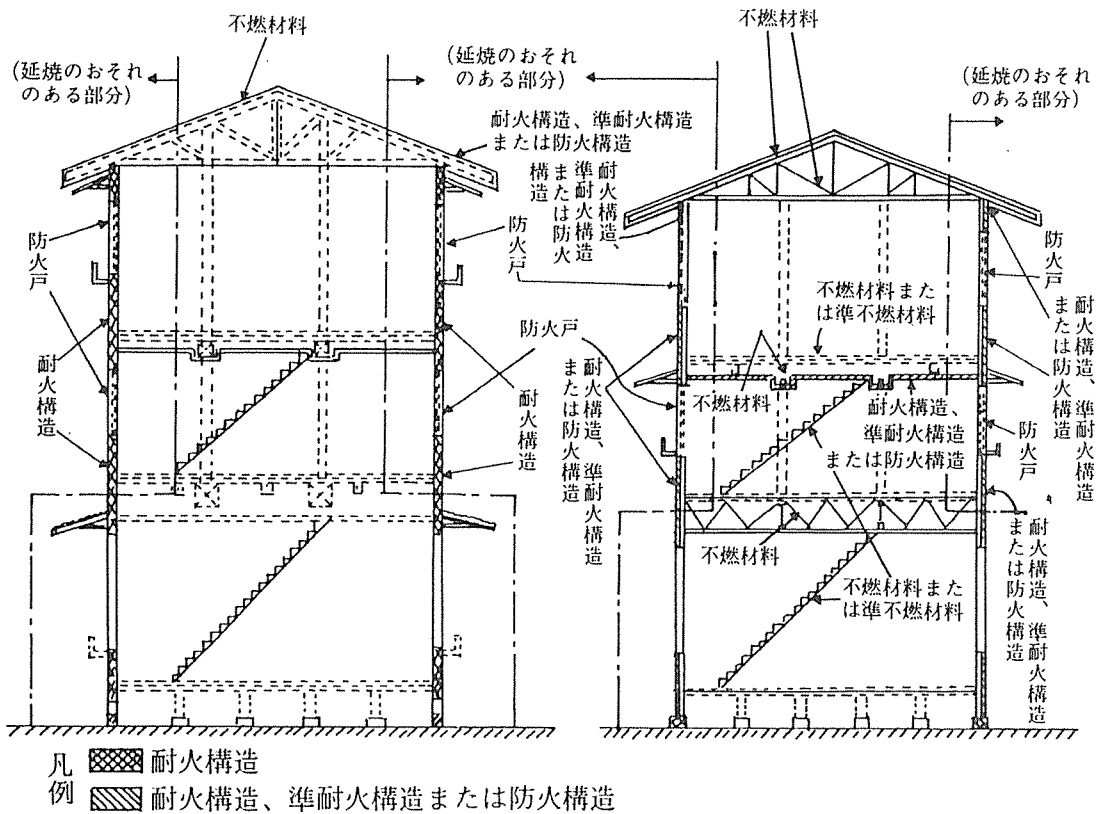 不燃材料
(延焼のおそれ
のある部分)
(延焼のおそれ
のある部分)
耐火構造、準耐火構造
または防火構造
防火戸
耐火構造
防火戸
耐火構造
不燃材料
(延焼のおそれ
のある部分)
耐火構造、
準耐火構造
または防火
構造
防火戸
耐火構造、準耐火構造
または防火構造
不燃材料また
は準不燃材料
不燃材料
耐火構造、
準耐火構造
または防火構造
不燃材料
不燃材料また
は準不燃材料
防火戸
耐火構造、準耐火構造
または防火構造
防火戸
耐火構造、準耐火構造
または防火構造
凡例
耐火構造
耐火構造、準耐火構造または防火構造